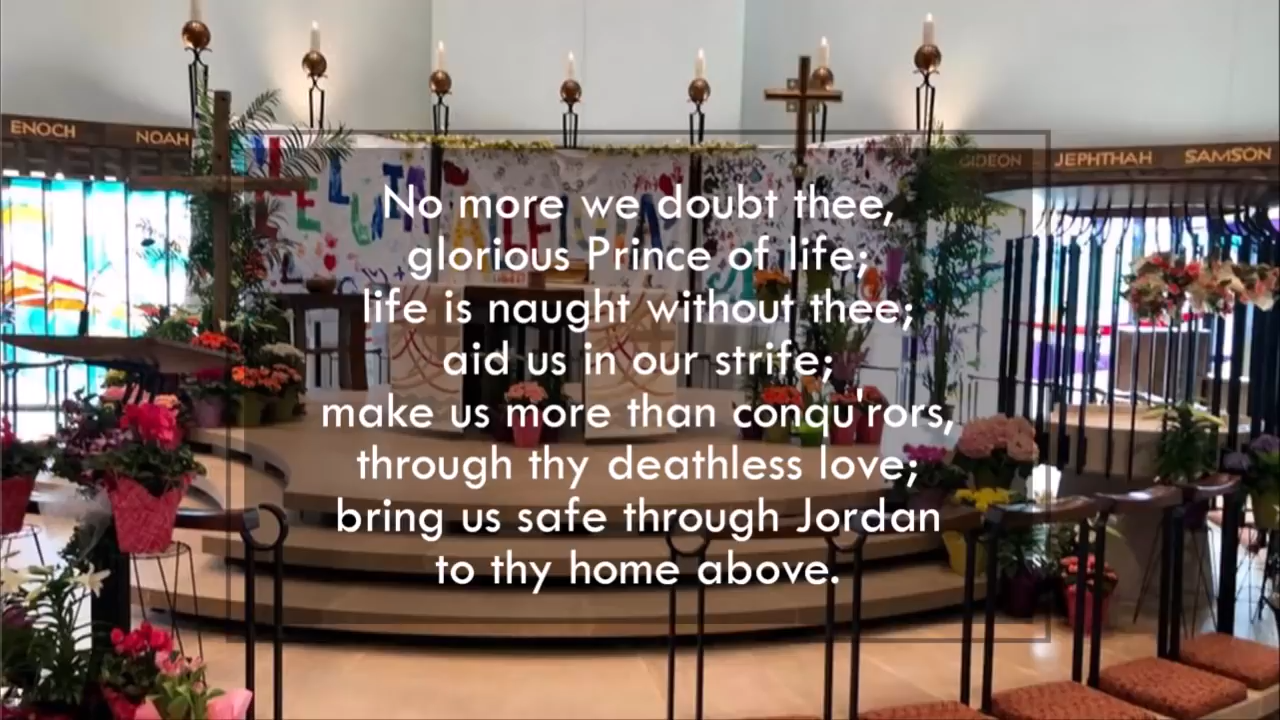 ENOCH NOAH
GIDEON JEPHTHAH SAMSON
No more we doubt thee,
glorious Prince of life;
life is naught without thee;
aid us in our strife;
make us more than conqu'rors,
through thy deathless love;
bring us safe through Jordan
to thy home above.